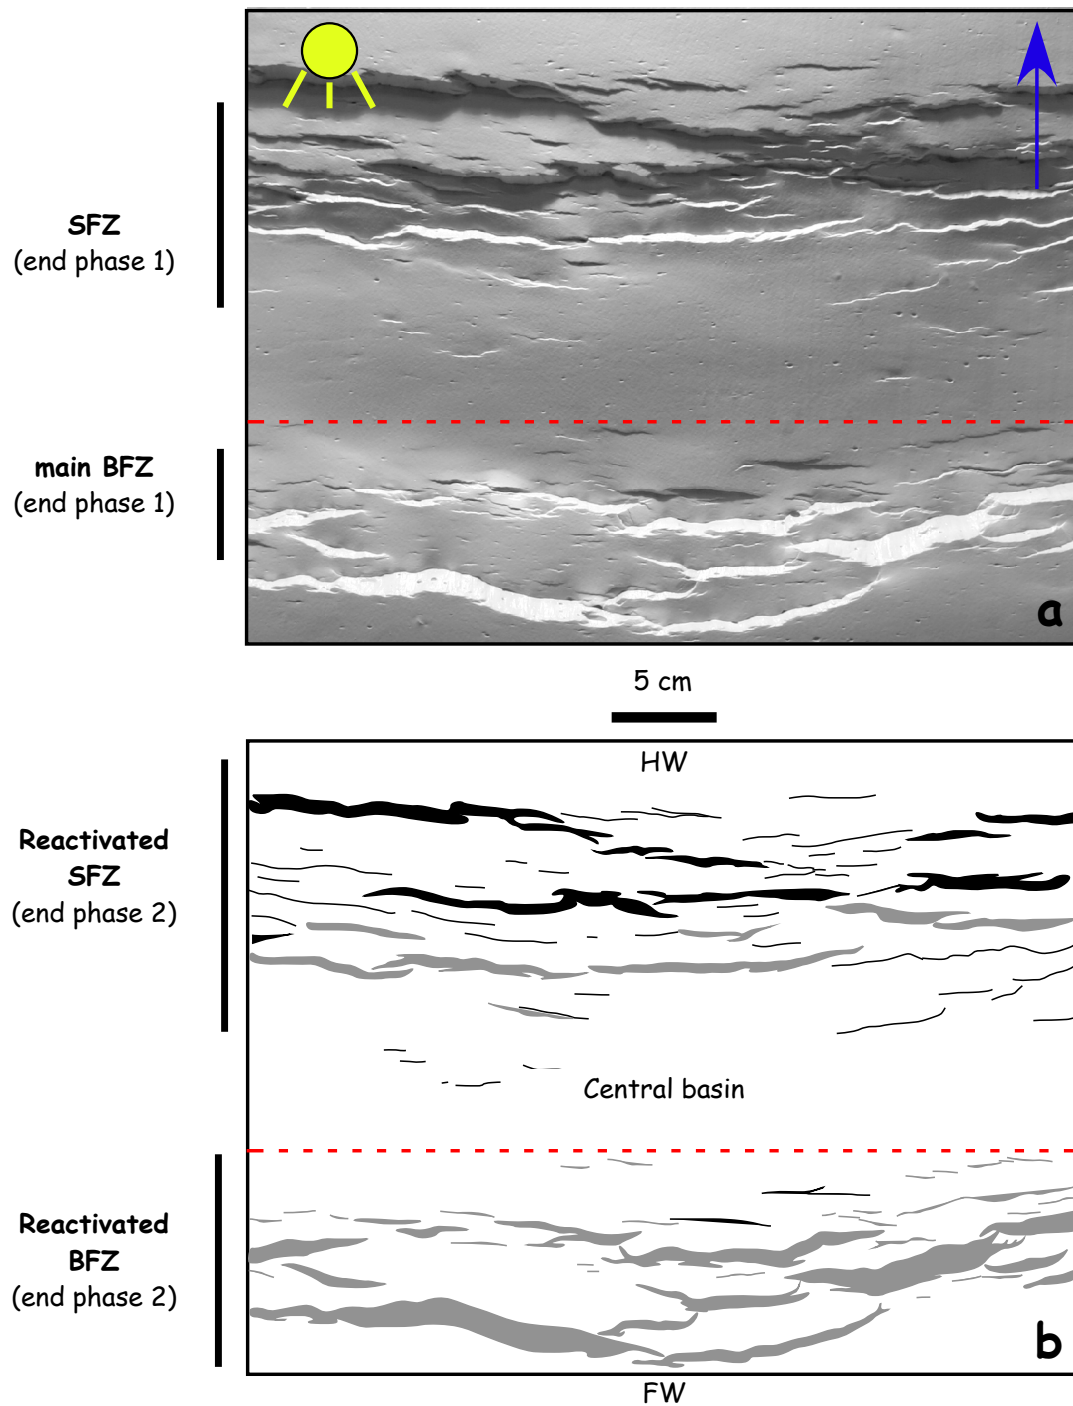 SFZ
(end phase 1)
main BFZ
(end phase 1)
a
5 cm
HW
Reactivated
SFZ
(end phase 2)
Central basin
Reactivated
BFZ
(end phase 2)
b
FW